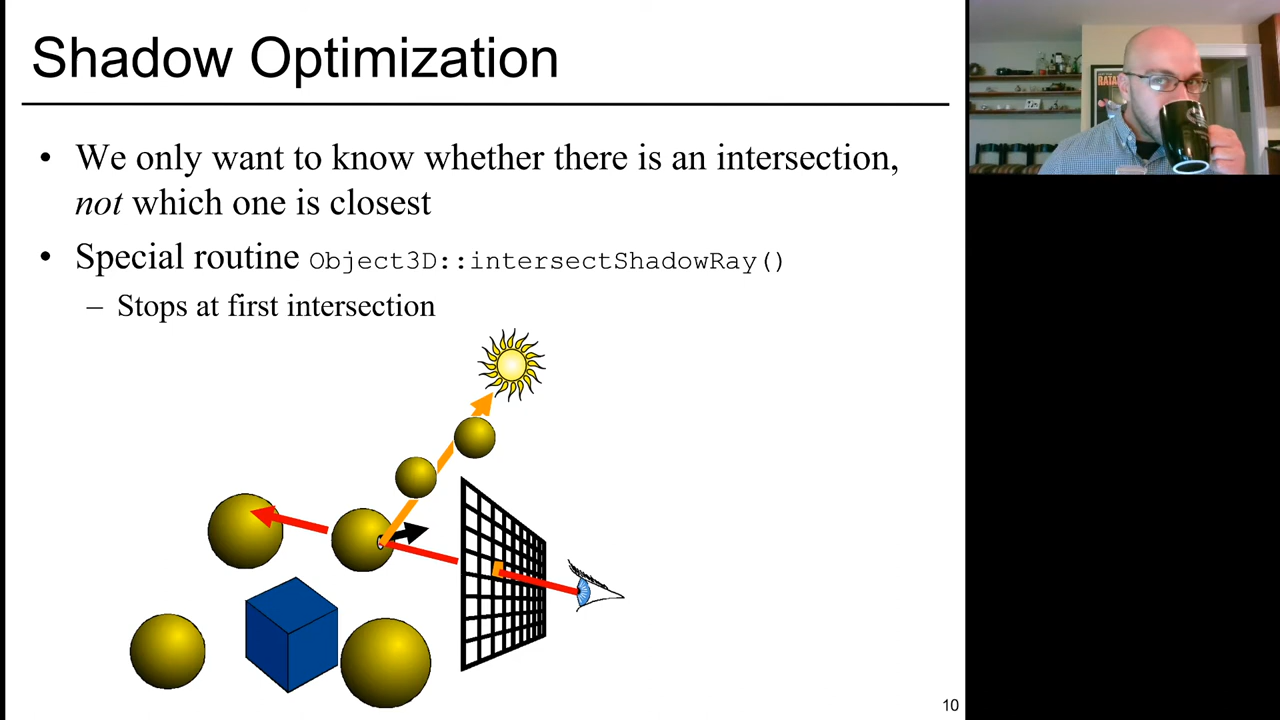 Shadow Optimization
• We only want to know whether there is an intersection,
not which one is closest
• Special routine Object3D::intersectShadowRay()
– Stops at first intersection
10
RATA